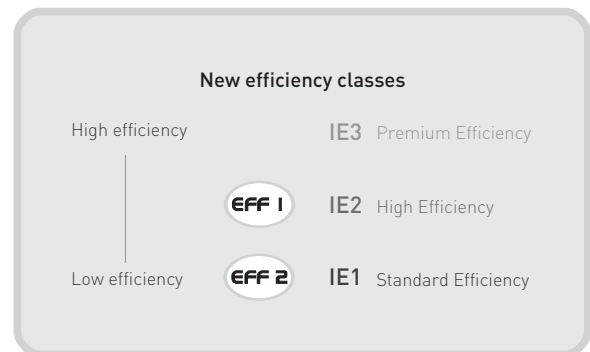 New efficiency classes
High efficiency IE3 Premium Efficiency
EFF 1 IE2 High Efficiency
Low efficiency EFF 2 IE1 Standard Efficiency